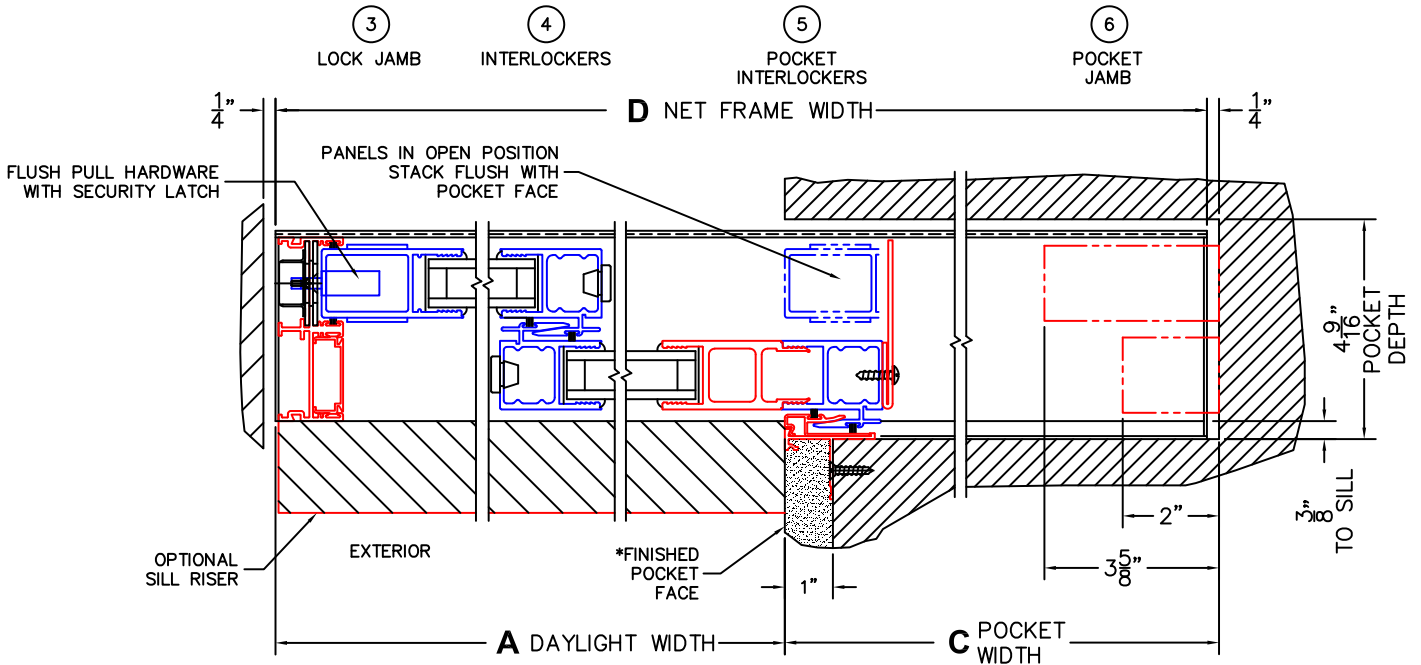 3
LOCK JAMB
4
INTERLOCKERS
5
POCKET
INTERLOCKERS
6
POCKET
JAMB
1/4"
D NET FRAME WIDTH
1/4"
FLUSH PULL HARDWARE
WITH SECURITY LATCH
PANELS IN OPEN POSITION
STACK FLUSH WITH
POCKET FACE
4 9/16"
POCKET
DEPTH
3/8"
TO SILL
2"
3 5/8"
OPTIONAL
SILL RISER
EXTERIOR
*FINISHED
POCKET
FACE
1"
A DAYLIGHT WIDTH
C POCKET
WIDTH